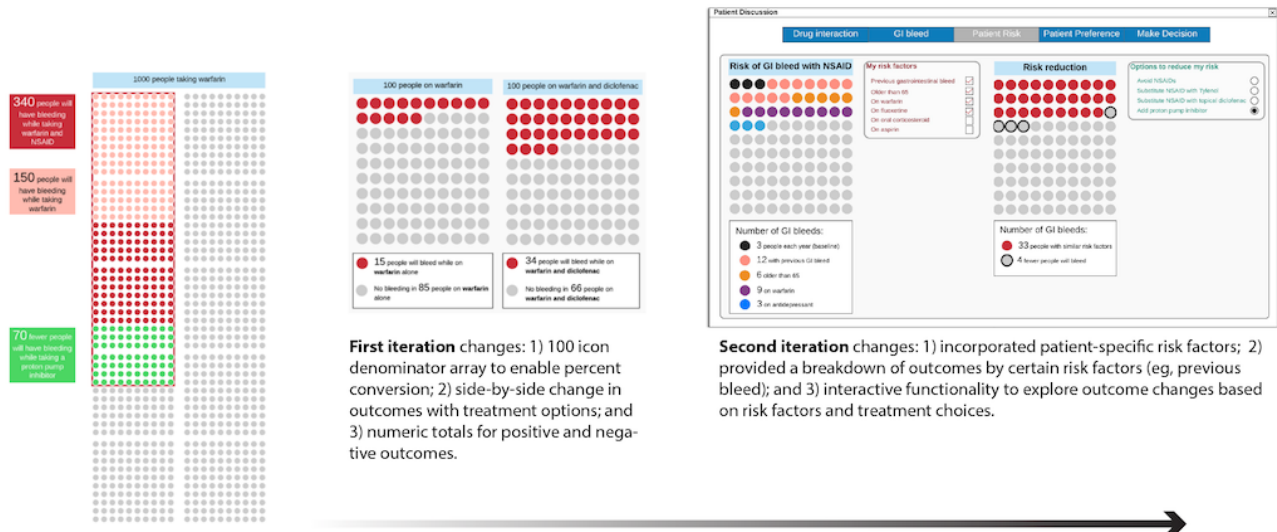 1000 people taking warfarin
340 people will
have bleeding
while taking
warfarin and
NSAID
150 people will
have bleeding
while taking
warfarin
70 fewer people
will have bleeding
while taking a
proton pump
inhibitor
100 people on warfarin
100 people on warfarin and diclofenac
15 people will bleed while on
warfarin alone
No bleeding in 85 people on warfarin
alone
34 people will bleed while on
warfarin and diclofenac
No bleeding in 66 people on
warfarin and diclofenac
First iteration changes: 1) 100 icon
denominator array to enable percent
conversion; 2) side-by-side change in
outcomes with treatment options; and
3) numeric totals for positive and nega-
tive outcomes.
Patient Discussion
Drug interaction
GI bleed
Patient Risk
Patient Preference
Make Decision
Risk of GI bleed with NSAID
My risk factors
Previous gastrointestinal bleed
Older than 65
On warfarin
On fluoxetine
On oral corticosteroid
On aspirin
Number of GI bleeds:
3 people each year (baseline)
12 with previous GI bleed
6 older than 65
9 on warfarin
3 on antidepressant
Risk reduction
Options to reduce my risk
Avoid NSAIDs
Substitute NSAID with Tylenol
Substitute NSAID with topical diclofenac
Add proton pump inhibitor
Number of GI bleeds:
33 people with similar risk factors
4 fewer people will bleed
Second iteration changes: 1) incorporated patient-specific risk factors; 2)
provided a breakdown of outcomes by certain risk factors (eg, previous
bleed); and 3) interactive functionality to explore outcome changes based
on risk factors and treatment choices.